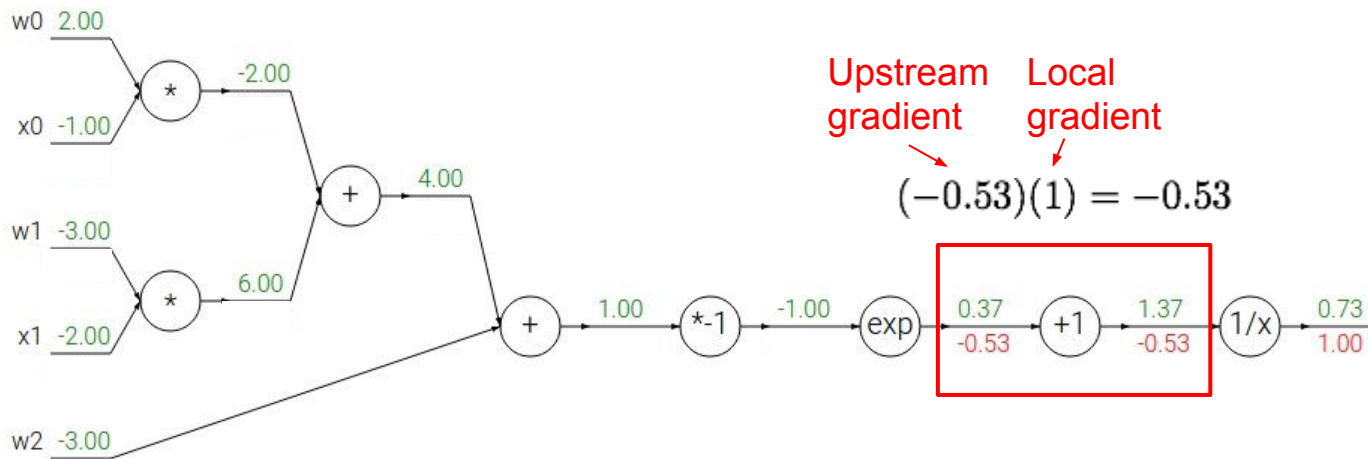 w0 2.00
*
-2.00
x0 -1.00
Upstream gradient
Local gradient
(−0.53)(1) = −0.53
+
4.00
w1 -3.00
*
6.00
x1 -2.00
+
1.00
*-1
-1.00
exp
0.37
-0.53
+1
1.37
-0.53
1/x
0.73
1.00
w2 -3.00